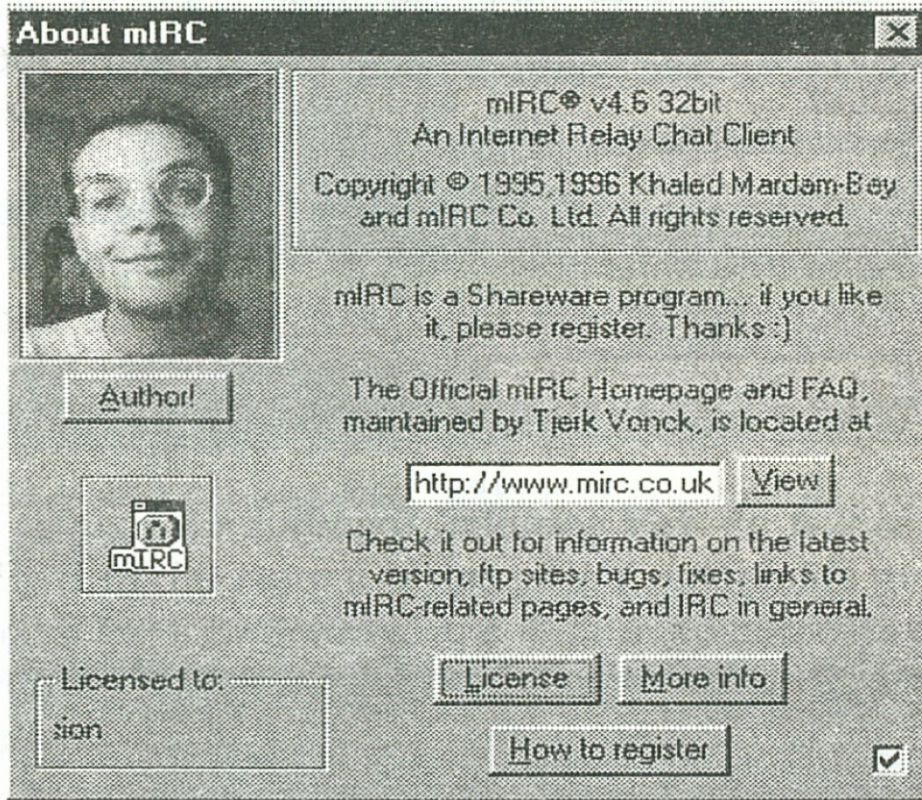 About mIRC
mIRC® v4.6 32bit
An Internet Relay Chat Client
Copyright © 1995,1996 Khaled Mardam-Bey
and mIRC Co. Ltd. All rights reserved.
mIRC is a Shareware program... if you like
it, please register. Thanks :)
Author!
The Official mIRC Homepage and FAQ,
maintained by Tjerk Vonck, is located at
http://www.mirc.co.uk View
mIRC
Check it out for information on the latest
version, ftp sites, bugs, fixes, links to
mIRC-related pages, and IRC in general.
Licensed to:
sion
License More info
How to register